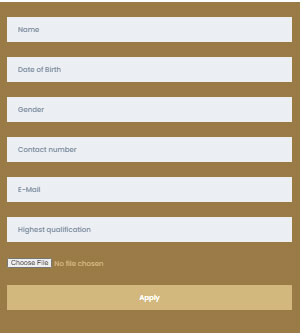 Name
Date of Birth
Gender
Contact number
E-Mail
Highest qualification
Choose File No file chosen
Apply